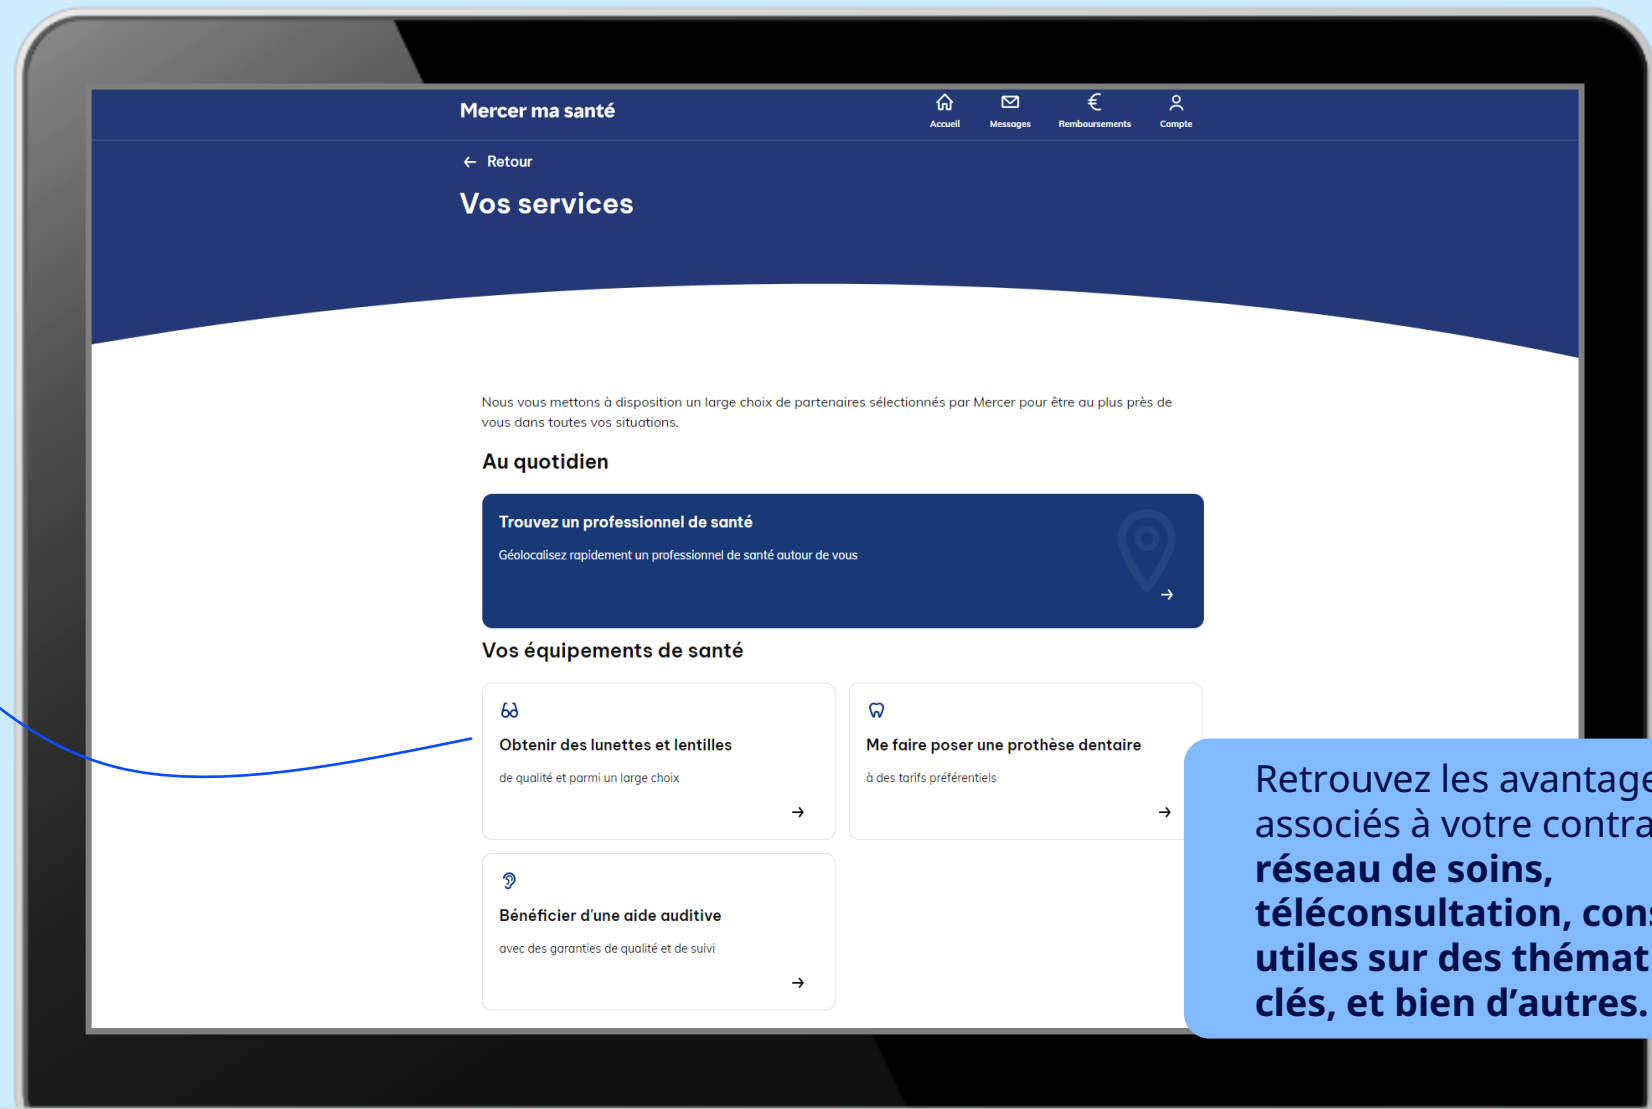 Mercer ma santé
Accueil
Messages
Remboursements
Compte
← Retour
Vos services
Nous vous mettons à disposition un large choix de partenaires sélectionnés par Mercer pour être au plus près de
vous dans toutes vos situations.
Au quotidien
Trouvez un professionnel de santé
Géolocalisez rapidement un professionnel de santé autour de vous
Vos équipements de santé
Obtenir des lunettes et lentilles
de qualité et parmi un large choix
Me faire poser une prothèse dentaire
à des tarifs préférentiels
Bénéficier d'une aide auditive
avec des garanties de qualité et de suivi
Retrouvez les
associés à votre
réseau de soins,
téléconsultation,
utiles sur des
clés, et bien d’autres.